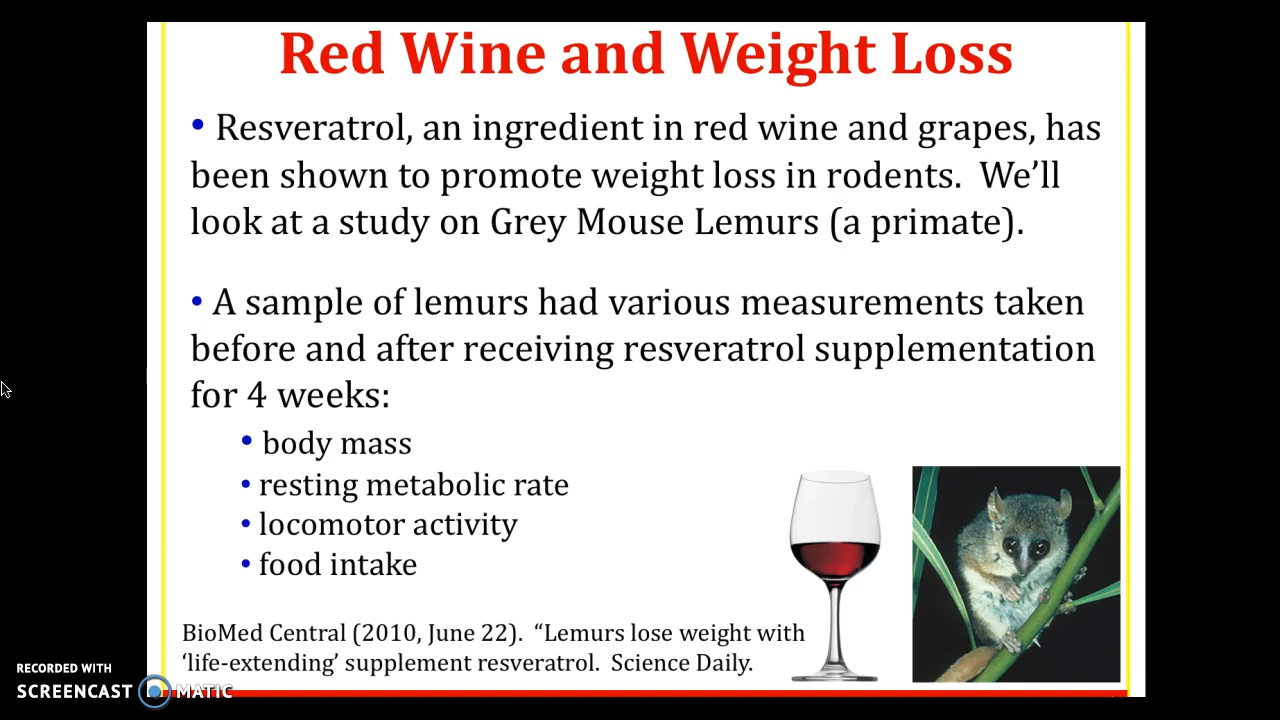 Red Wine and Weight Loss
• Resveratrol, an ingredient in red wine and grapes, has
been shown to promote weight loss in rodents.  We’ll
look at a study on Grey Mouse Lemurs (a primate).
• A sample of lemurs had various measurements taken
before and after receiving resveratrol supplementation
for 4 weeks:
• body mass
• resting metabolic rate
• locomotor activity
• food intake
BioMed Central (2010, June 22).  “Lemurs lose weight with
‘life-extending’ supplement resveratrol.  Science Daily.
RECORDED WITH
SCREENCAST MATIC